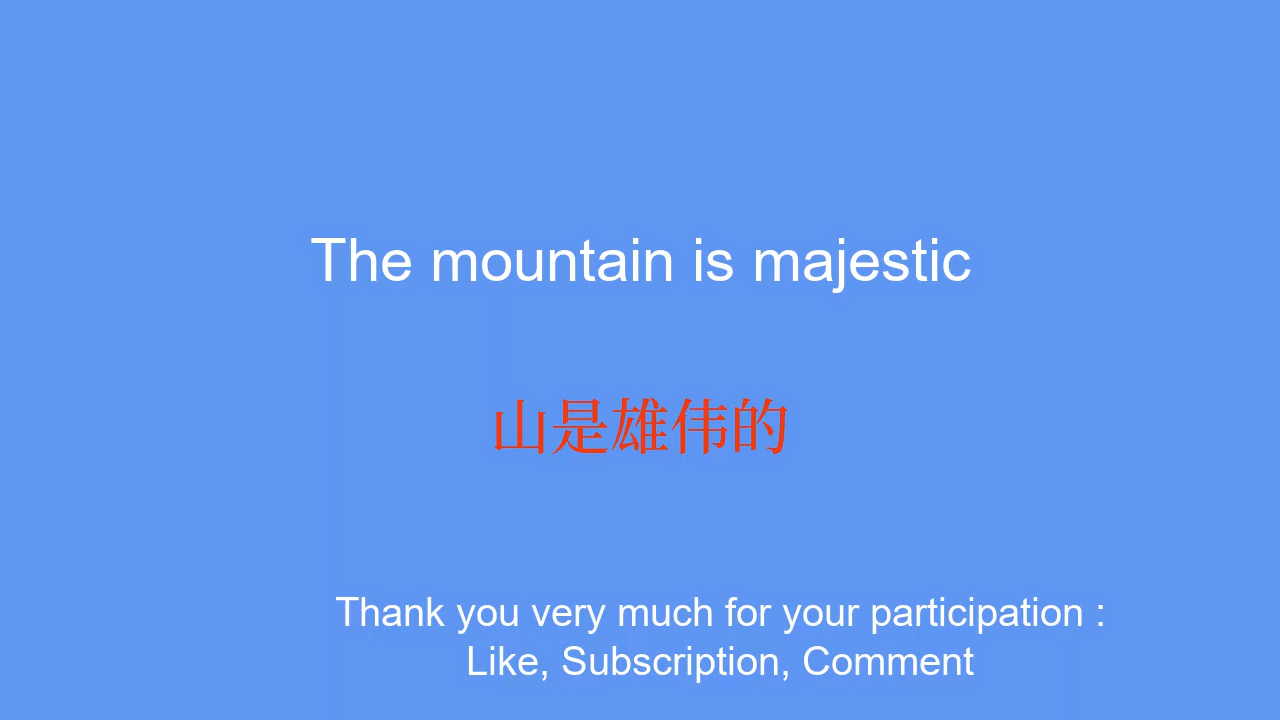 The mountain is majestic
山是雄伟的
Thank you very much for your participation :
Like, Subscription, Comment